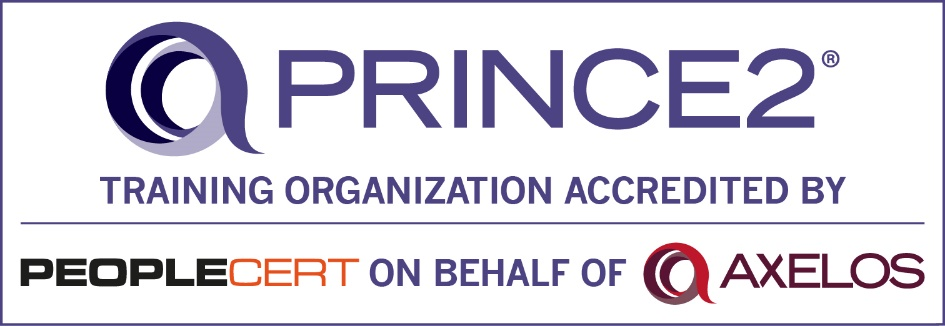 PRINCE2®
TRAINING ORGANIZATION ACCREDITED BY
PEOPLECERT ON BEHALF OF AXELOS